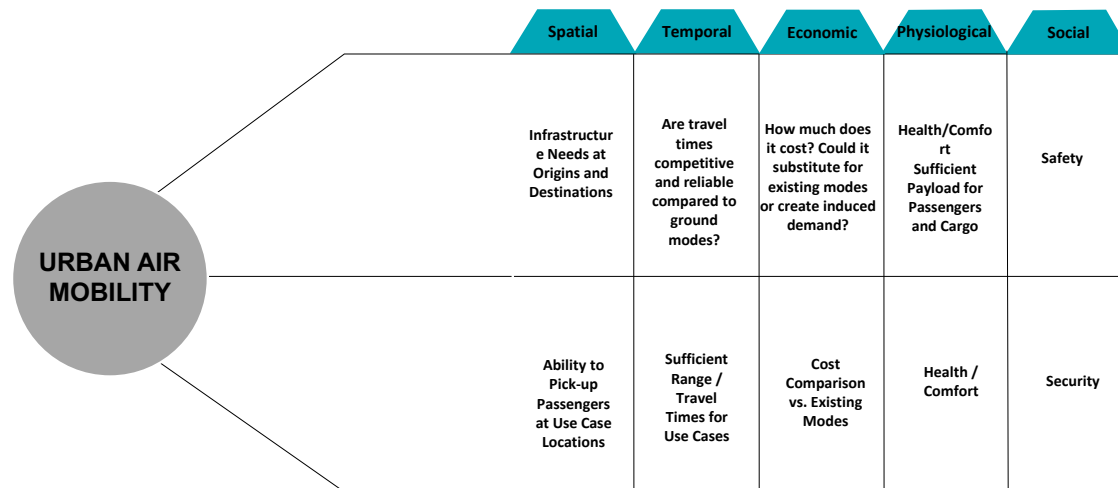 Spatial
Temporal
Economic
Physiological
Social
URBAN AIR
MOBILITY
Infrastructur
e Needs at
Origins and
Destinations
Are travel
times
competitive
and reliable
compared to
ground
modes?
How much does
it cost? Could it
substitute for
existing modes
or create induced
demand?
Health/Comfo
rt
Sufficient
Payload for
Passengers
and Cargo
Safety
Ability to
Pick-up
Passengers
at Use Case
Locations
Sufficient
Range /
Travel
Times for
Use Cases
Cost
Comparison
vs. Existing
Modes
Health /
Comfort
Security